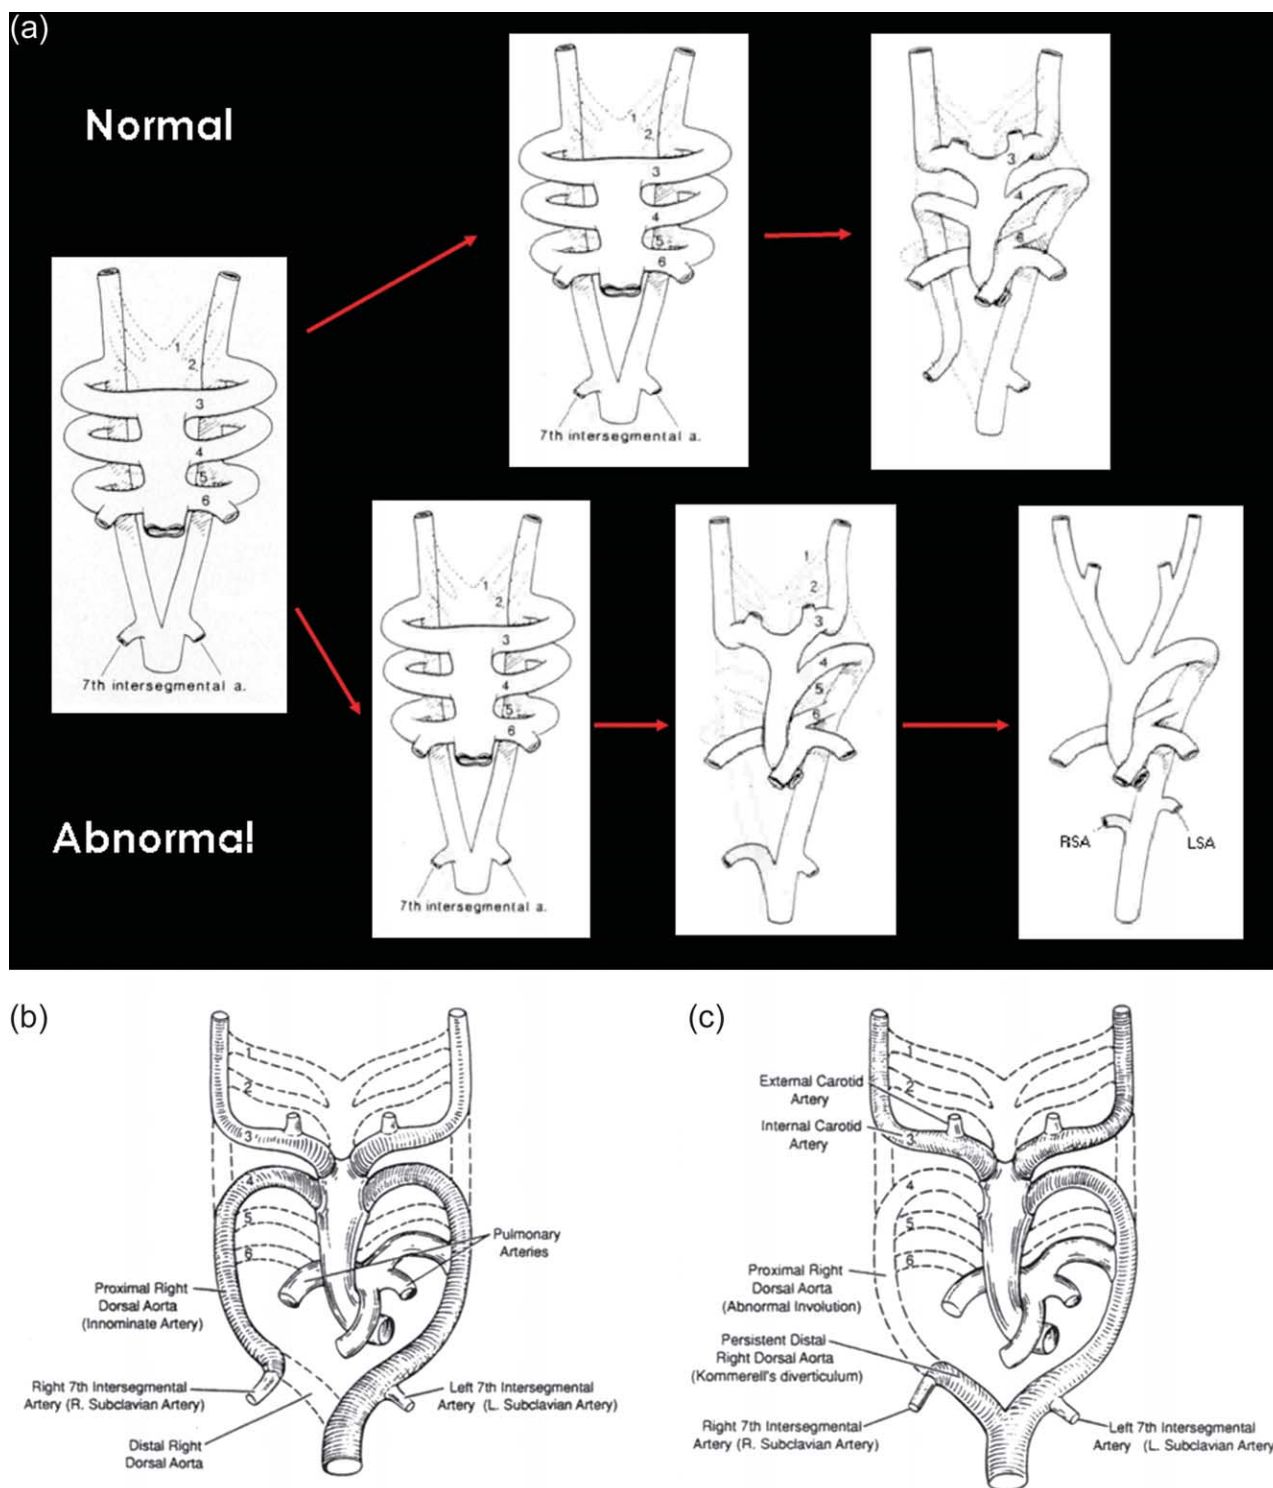 (a)
Normal
1
2
3
4
5
6
7th intersegmental a.
1
2
3
4
5
6
7th intersegmental a.
3
4
6
Abnormal
1
2
3
4
5
6
7th intersegmental a.
1
2
3
4
5
6
RSA
LSA
(b)
1
2
3
4
5
6
Pulmonary
Arteries
Proximal Right
Dorsal Aorta
(Innominate Artery)
Right 7th Intersegmental
Artery (R. Subclavian Artery)
Left 7th Intersegmental
Artery (L. Subclavian Artery)
Distal Right
Dorsal Aorta
(c)
1
2
External Carotid
Artery
Internal Carotid
Artery
3
4
5
6
Proximal Right
Dorsal Aorta
(Abnormal Involution)
Persistent Distal
Right Dorsal Aorta
(Kommerell's diverticulum)
Right 7th Intersegmental
Artery (R. Subclavian Artery)
Left 7th Intersegmental
Artery (L. Subclavian Artery